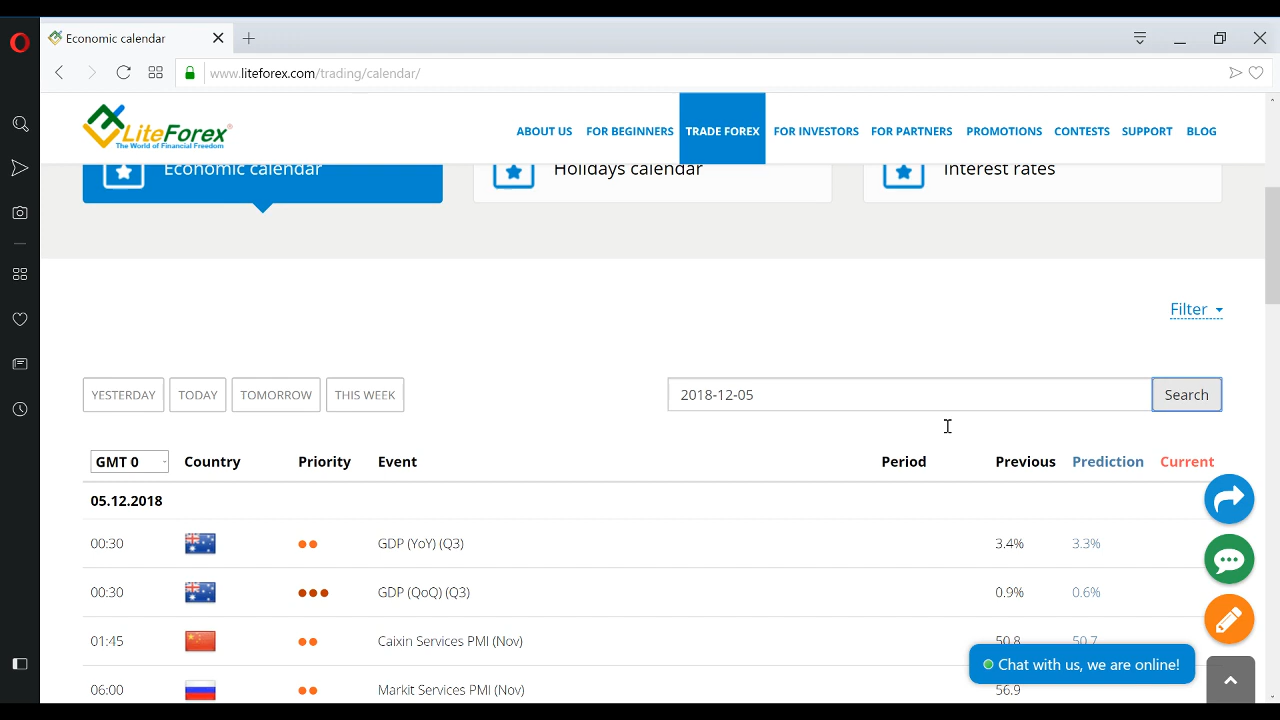 Economic calendar
www.liteforex.com/trading/calendar/
LiteForex
The World of Financial Freedom
ABOUT US FOR BEGINNERS TRADE FOREX FOR INVESTORS FOR PARTNERS PROMOTIONS CONTESTS SUPPORT BLOG
Economic calendar Holidays calendar Interest rates
Filter
YESTERDAY TODAY TOMORROW THIS WEEK 2018-12-05 Search
GMT 0 Country Priority Event Period Previous Prediction Current
05.12.2018
00:30 GDP (YoY) (Q3) 3.4% 3.3%
00:30 GDP (QoQ) (Q3) 0.9% 0.6%
01:45 Caixin Services PMI (Nov) 50.8 50.7
Chat with us, we are online!
06:00 Markit Services PMI (Nov) 56.9